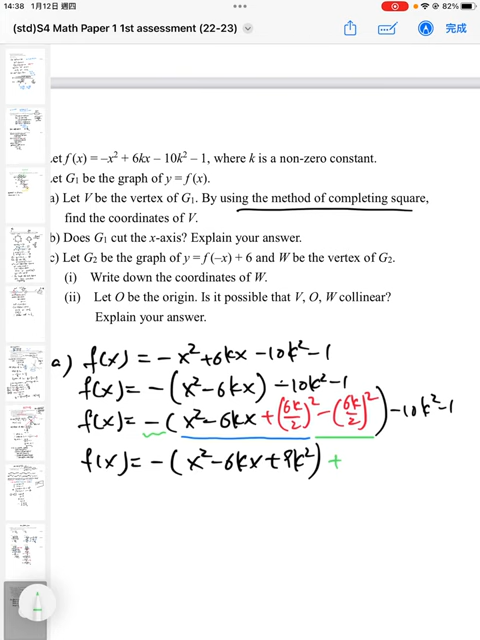 14:38 1月12日 週四 82%
(std)S4 Math Paper 1 1st assessment (22-23)
完成
et f(x) = –x² + 6kx – 10k² – 1, where k is a non-zero constant.
et G₁ be the graph of y = f(x).
a) Let V be the vertex of G₁. By using the method of completing square,
find the coordinates of V.
b) Does G₁ cut the x-axis? Explain your answer.
c) Let G₂ be the graph of y = f(–x) + 6 and W be the vertex of G₂.
(i) Write down the coordinates of W.
(ii) Let O be the origin. Is it possible that V, O, W collinear?
Explain your answer.
a) f(x) = –x² + 6kx – 10k² – 1
f(x) = –(x² – 6kx) – 10k² – 1
f(x) = –(x² – 6kx + (6k/2)² – (6k/2)²) – 10k² – 1
f(x) = –(x² – 6kx + 9k²) +